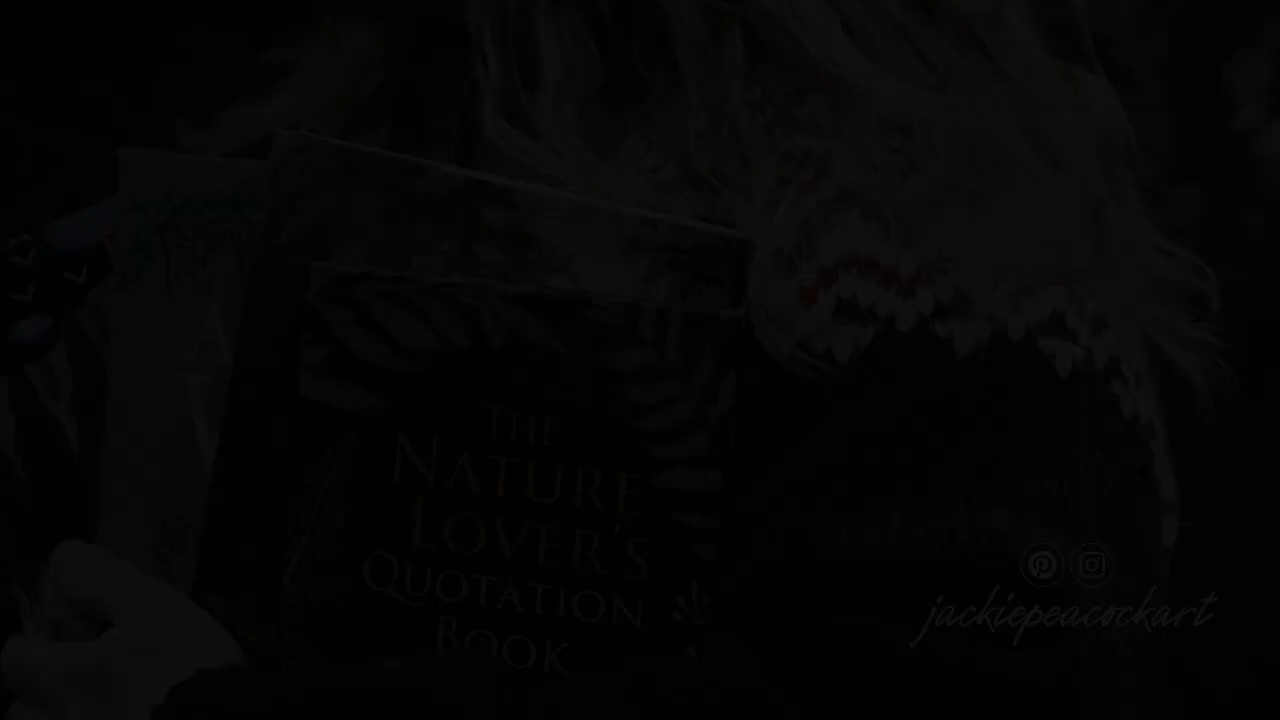 THE
NATURE
LOVER'S
QUOTATION
BOOK
jackiepeacockart